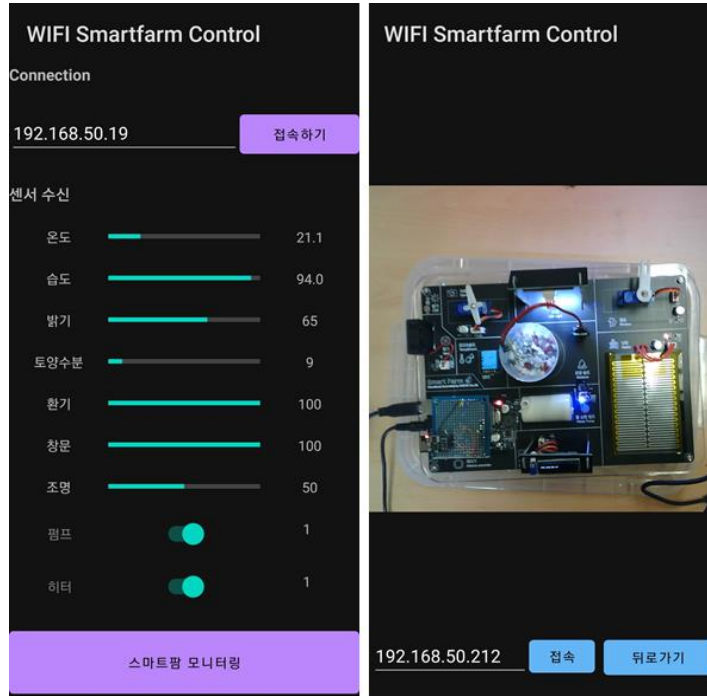 WIFI Smartfarm Control
Connection
192.168.50.19
접속하기
센서 수신
온도 21.1
습도 94.0
밝기 65
토양수분 9
환기 100
창문 100
조명 50
펌프 1
히터 1
스마트팜 모니터링
WIFI Smartfarm Control
Smart Farm
192.168.50.212
접속
뒤로가기